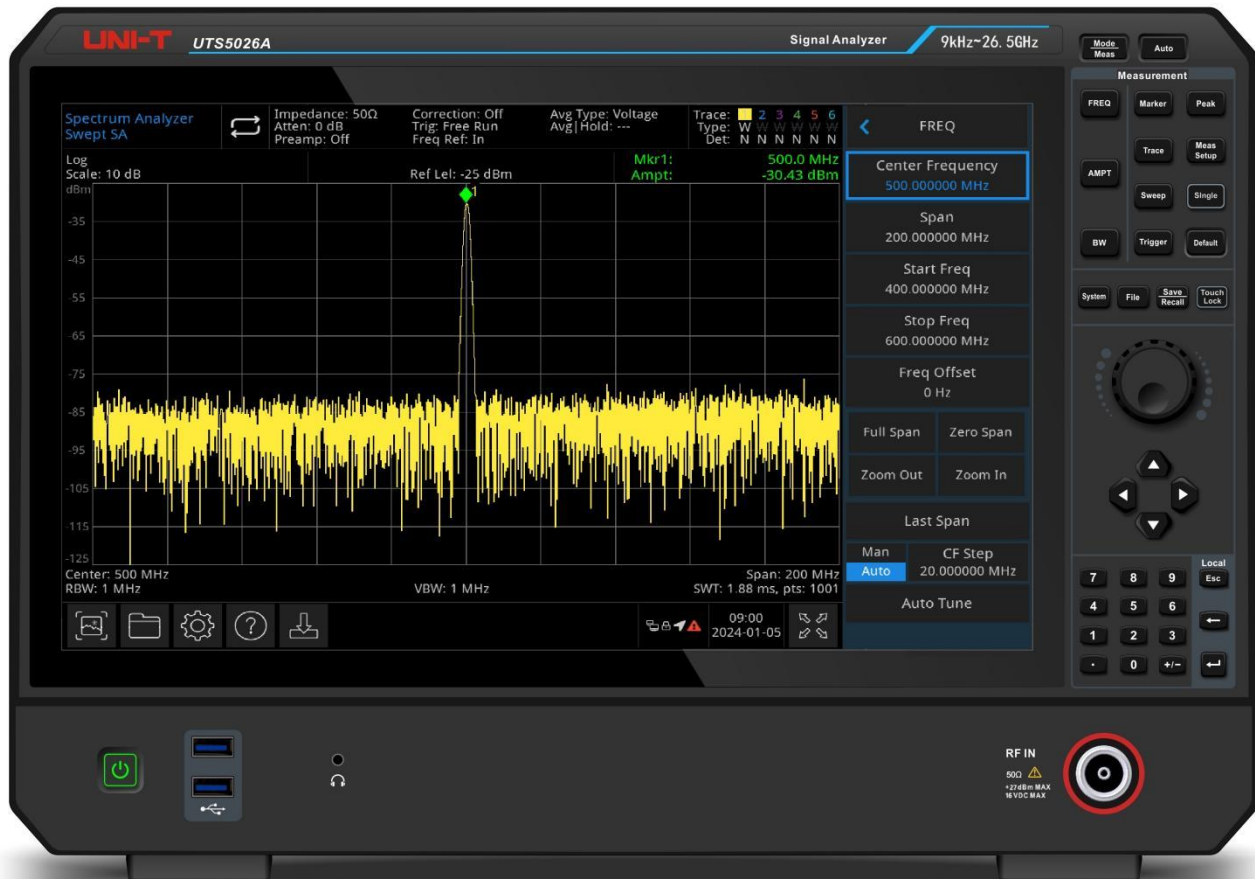 UNI-T UTS5026A
Signal Analyzer 9kHz~26.5GHz
Mode
Meas
Auto
Measurement
FREQ Marker Peak
Trace Meas
Setup
AMPT
Sweep Single
BW Trigger Default
System File Save
Recall Touch
Lock
Local
7 8 9 Esc
4 5 6
1 2 3
. 0 +/-
Spectrum Analyzer
Swept SA
Impedance: 50Ω
Atten: 0 dB
Preamp: Off
Correction: Off
Trig: Free Run
Freq Ref: In
Avg Type: Voltage
Avg|Hold: ---
Trace: 2 3 4 5 6
Type: W W W W W W
Det: N N N N N N
Log
Scale: 10 dB
Ref Lel: -25 dBm
Mkr1: 500.0 MHz
Ampt: -30.43 dBm
dBm
1
-35
-45
-55
-65
-75
-85
-95
-105
-115
-125
Center: 500 MHz
RBW: 1 MHz
VBW: 1 MHz
Span: 200 MHz
SWT: 1.88 ms, pts: 1001
09:00
2024-01-05
FREQ
Center Frequency
500.000000 MHz
Span
200.000000 MHz
Start Freq
400.000000 MHz
Stop Freq
600.000000 MHz
Freq Offset
0 Hz
Full Span Zero Span
Zoom Out Zoom In
Last Span
Man
Auto
CF Step
20.000000 MHz
Auto Tune
RF IN
50Ω
+27dBm MAX
16 VDC MAX